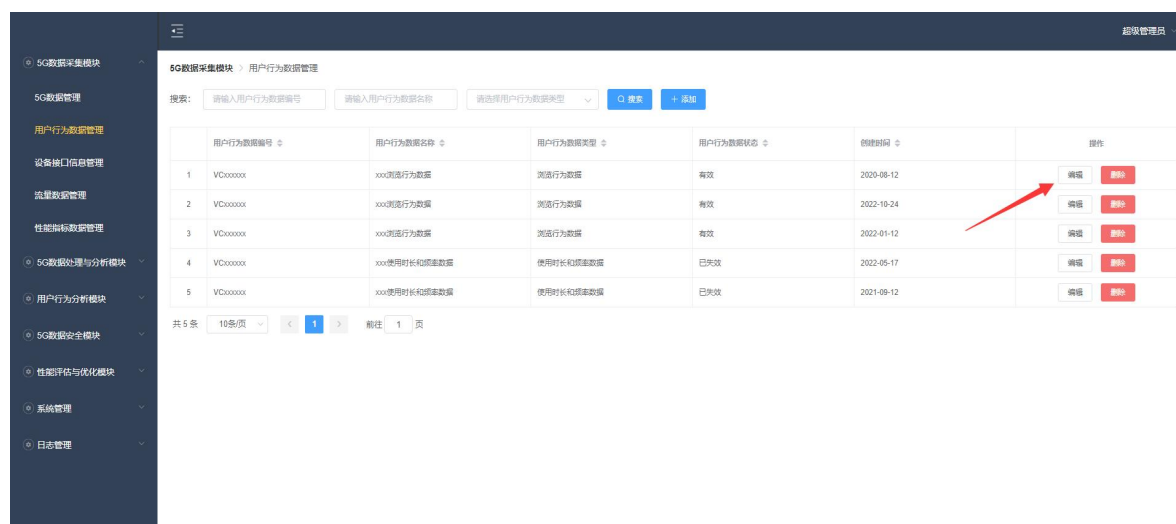 超级管理员
5G数据采集模块
5G数据管理
用户行为数据管理
设备接口信息管理
流量数据管理
性能指标数据管理
5G数据处理与分析模块
用户行为分析模块
5G数据安全模块
性能评估与优化模块
系统管理
日志管理
5G数据采集模块 > 用户行为数据管理
搜索: 请输入用户行为数据编号 请输入用户行为数据名称 请选择用户行为数据类型 搜索 + 添加
用户行为数据编号 用户行为数据名称 用户行为数据类型 用户行为数据状态 创建时间 操作
1 VCxxxxxx xxx浏览行为数据 浏览行为数据 有效 2020-08-12 编辑 删除
2 VCxxxxxx xxx浏览行为数据 浏览行为数据 有效 2022-10-24 编辑 删除
3 VCxxxxxx xxx浏览行为数据 浏览行为数据 有效 2022-01-12 编辑 删除
4 VCxxxxxx xxx使用时长和频率数据 使用时长和频率数据 已失效 2022-05-17 编辑 删除
5 VCxxxxxx xxx使用时长和频率数据 使用时长和频率数据 已失效 2021-09-12 编辑 删除
共 5 条 10条/页 < 1 > 前往 1 页